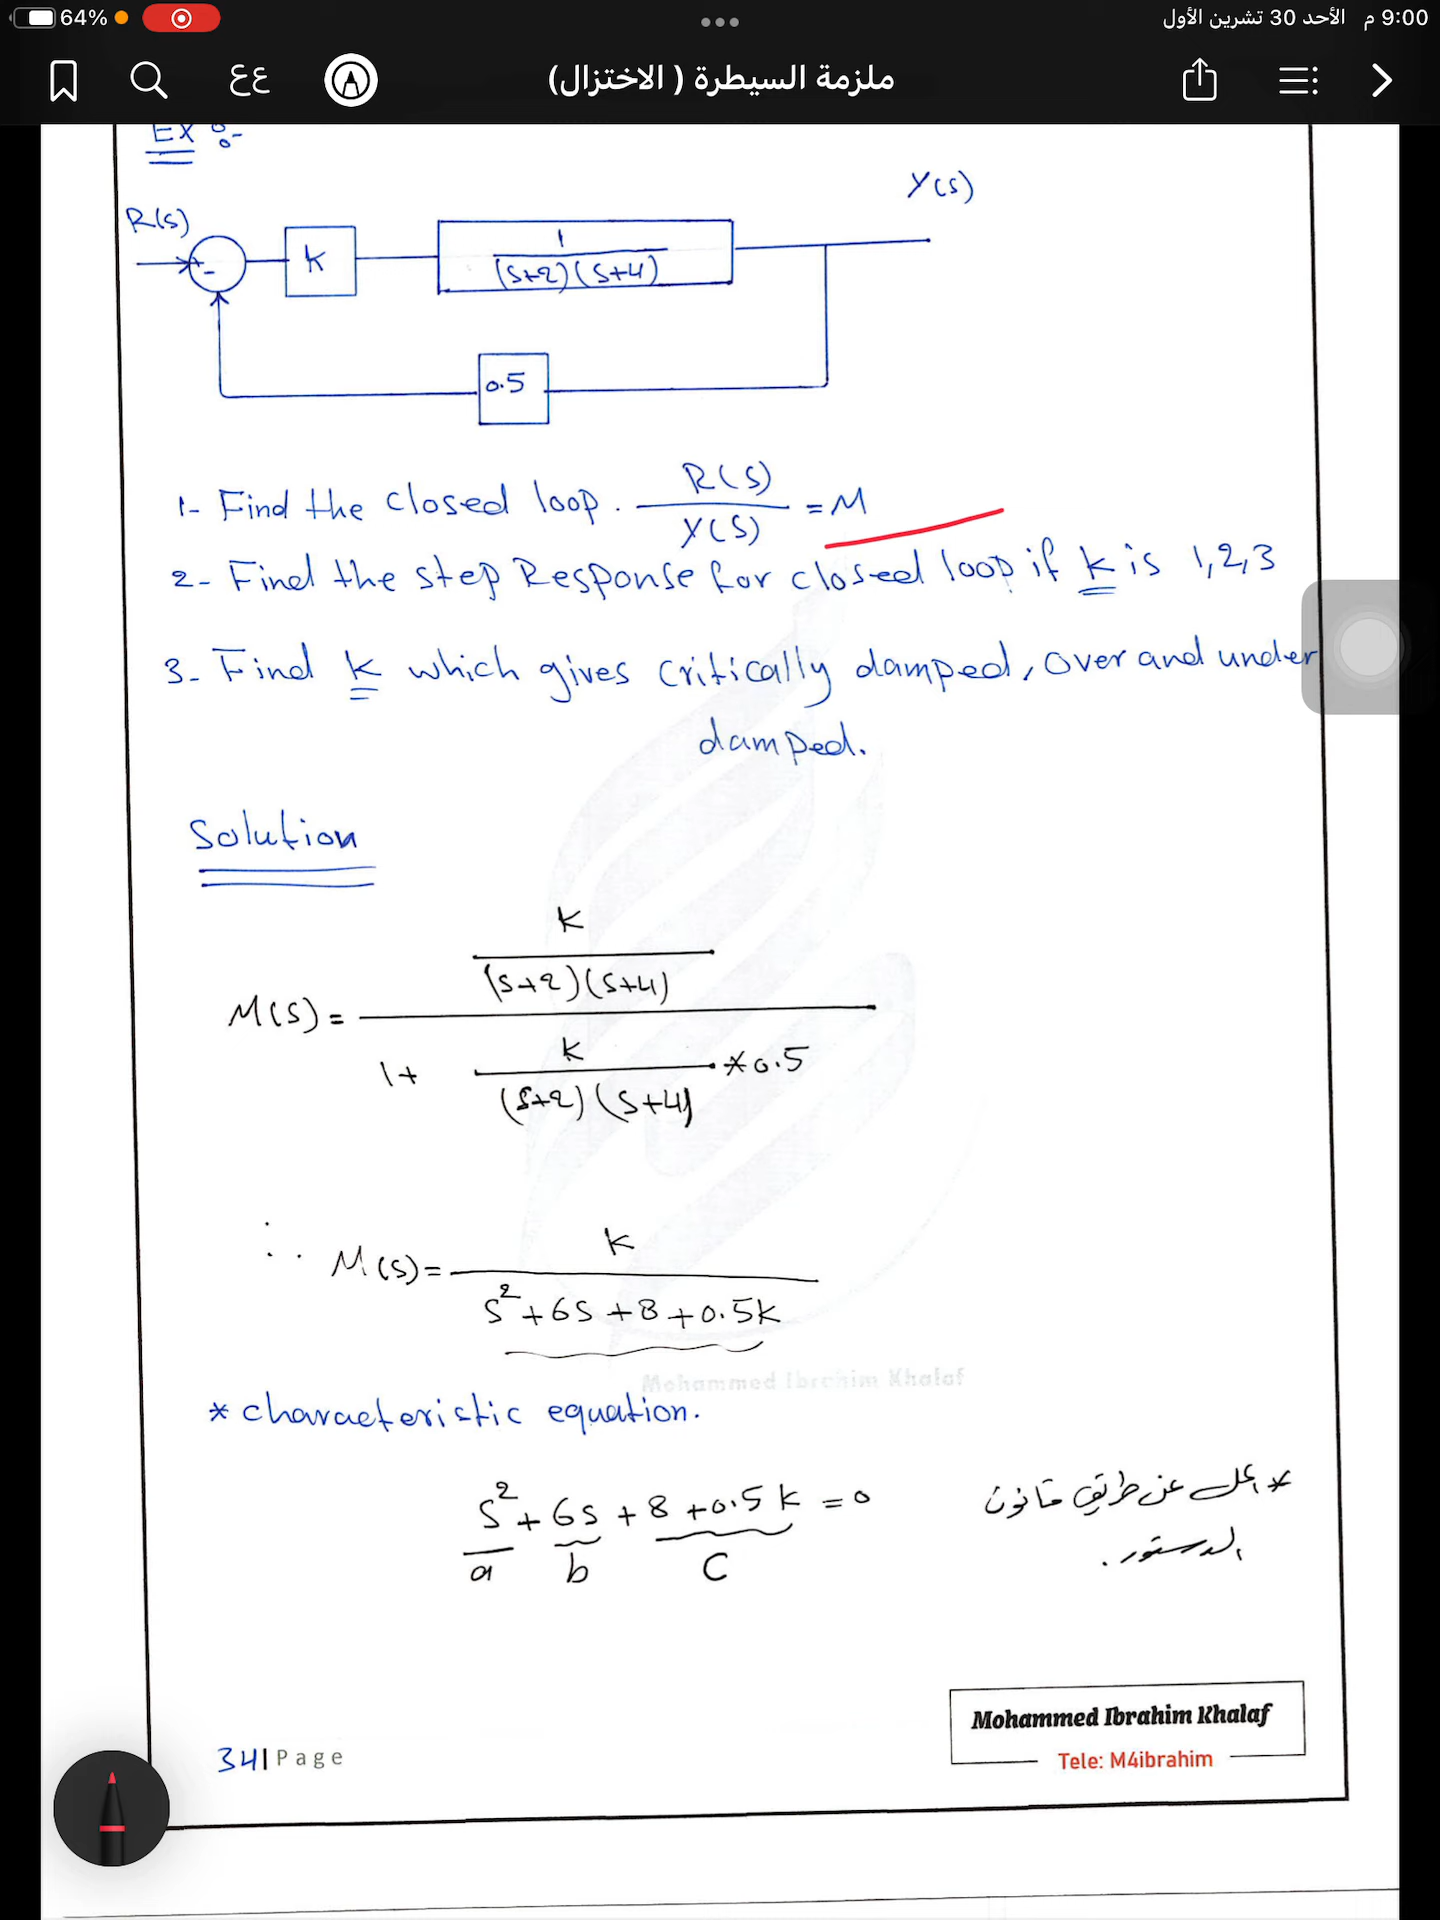 64%
9:00 م الأحد 30 تشرين الأول
ملزمة السيطرة ( الاختزال)
عع
EX :-
R(s)
Y(s)
-
k
1
(s+2)(s+4)
0.5
1- Find the closed loop. R(s) / Y(s) = M
2- Find the step Response for closed loop if k is 1,2,3
3- Find k which gives critically damped, over and under
damped.
Solution
M(s) = k / (s+2)(s+4)
1+ k / (s+2)(s+4) * 0.5
∴ M(s) = k / s²+6s+8+0.5k
Mohammed Ibrahim Khalaf
* characteristic equation.
s²+6s+8+0.5k = 0
a b c
* عن طريق قانون
الدستور .
34| Page
Mohammed Ibrahim Khalaf
Tele: M4ibrahim